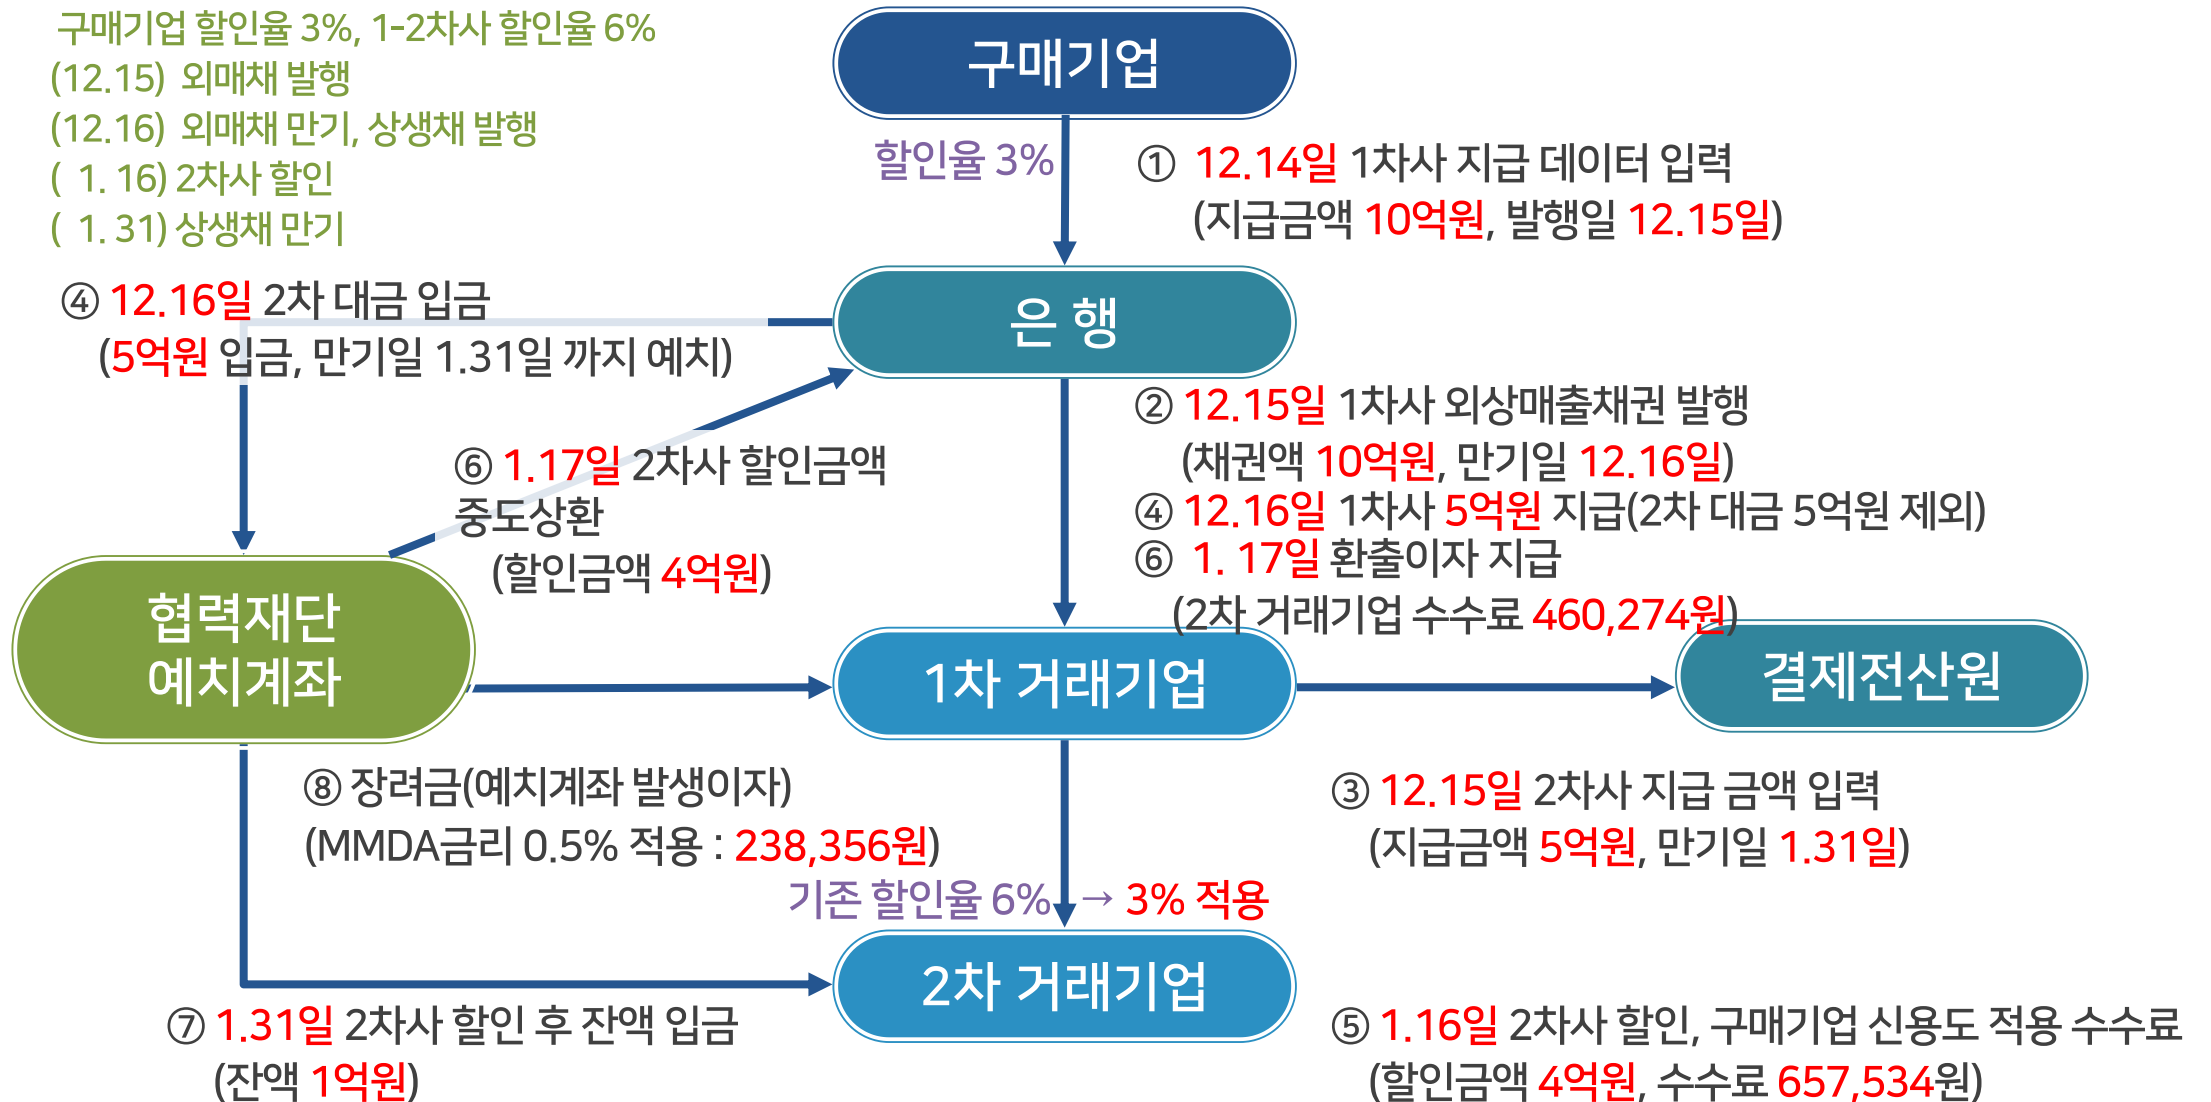 구매기업 할인율 3%, 1-2차사 할인율 6%
(12.15) 외매채 발행
(12.16) 외매채 만기, 상생채 발행
( 1. 16) 2차사 할인
( 1. 31) 상생채 만기
구매기업
할인율 3%
① 12.14일 1차사 지급 데이터 입력
(지급금액 10억원, 발행일 12.15일)
④ 12.16일 2차 대금 입금
(5억원 입금, 만기일 1.31일 까지 예치)
은 행
② 12.15일 1차사 외상매출채권 발행
(채권액 10억원, 만기일 12.16일)
④ 12.16일 1차사 5억원 지급(2차 대금 5억원 제외)
⑥ 1. 17일 환출이자 지급
(2차 거래기업 수수료 460,274원)
⑥ 1.17일 2차사 할인금액
중도상환
(할인금액 4억원)
협력재단
예치계좌
1차 거래기업
결제전산원
⑧ 장려금(예치계좌 발생이자)
(MMDA금리 0.5% 적용 : 238,356원)
③ 12.15일 2차사 지급 금액 입력
(지급금액 5억원, 만기일 1.31일)
기존 할인율 6% → 3% 적용
2차 거래기업
⑦ 1.31일 2차사 할인 후 잔액 입금
(잔액 1억원)
⑤ 1.16일 2차사 할인, 구매기업 신용도 적용 수수료
(할인금액 4억원, 수수료 657,534원)